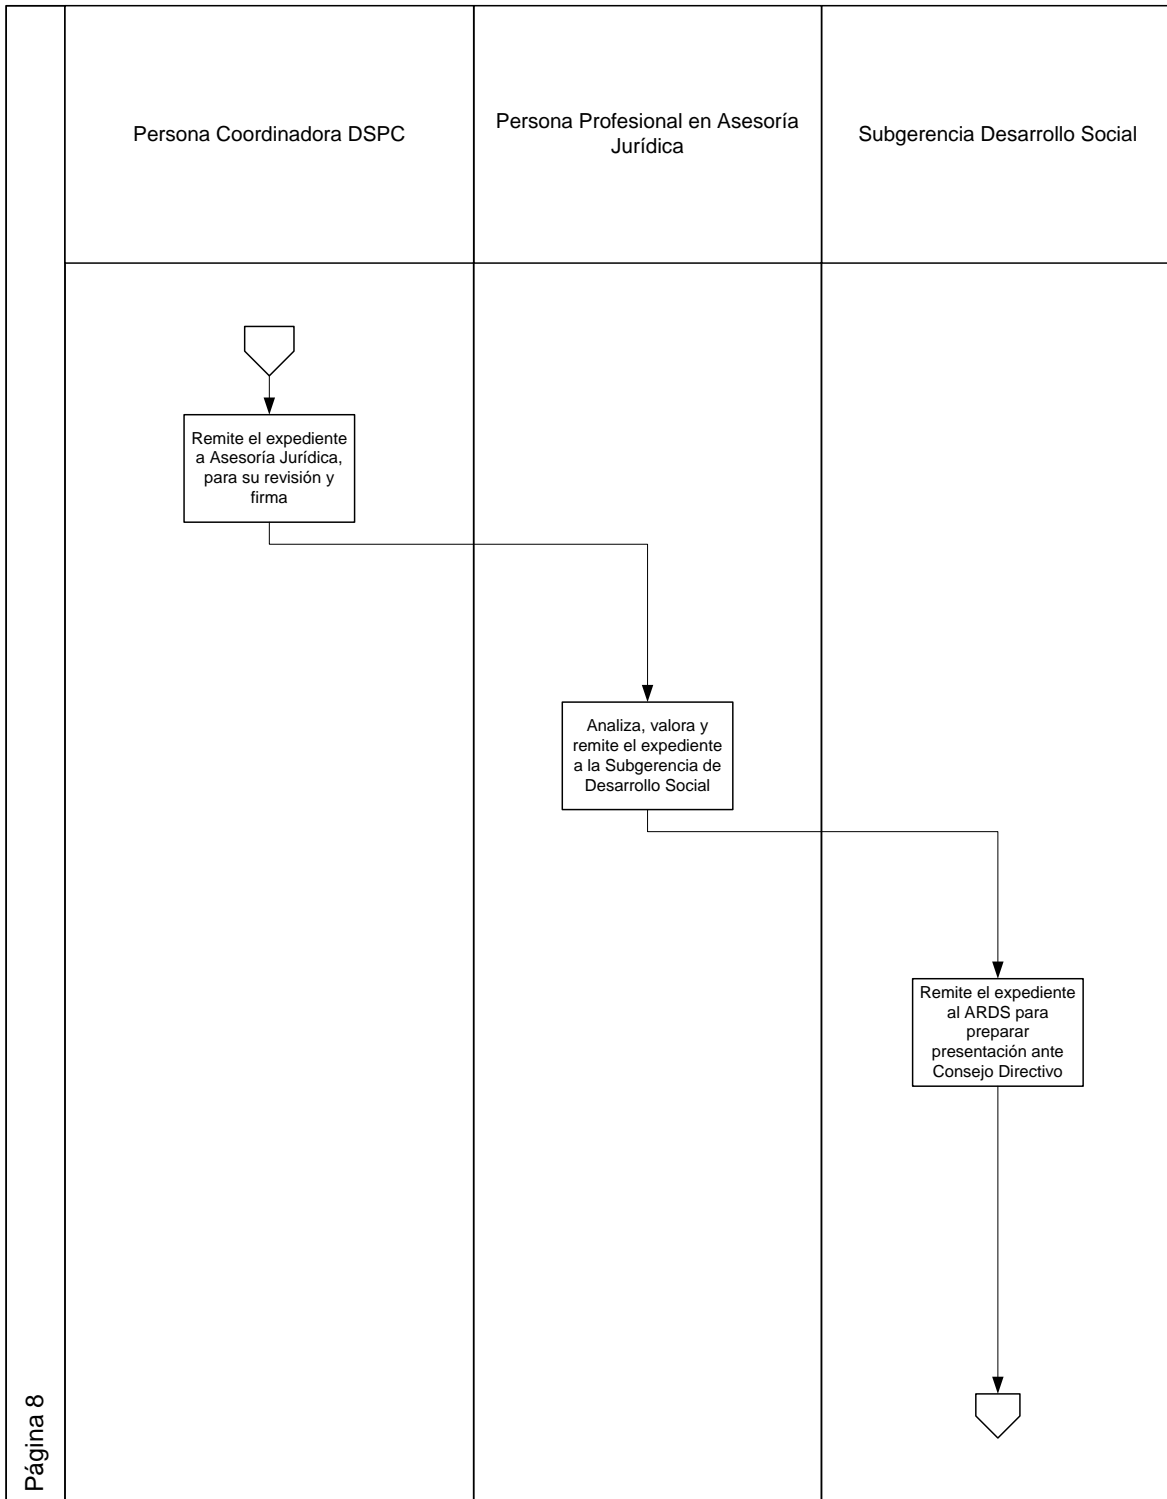 Persona Coordinadora DSPC
Persona Profesional en Asesoría
Jurídica
Subgerencia Desarrollo Social
Remite el expediente
a Asesoría Jurídica,
para su revisión y
firma
Analiza, valora y
remite el expediente
a la Subgerencia de
Desarrollo Social
Remite el expediente
al ARDS para
preparar
presentación ante
Consejo Directivo
Página 8